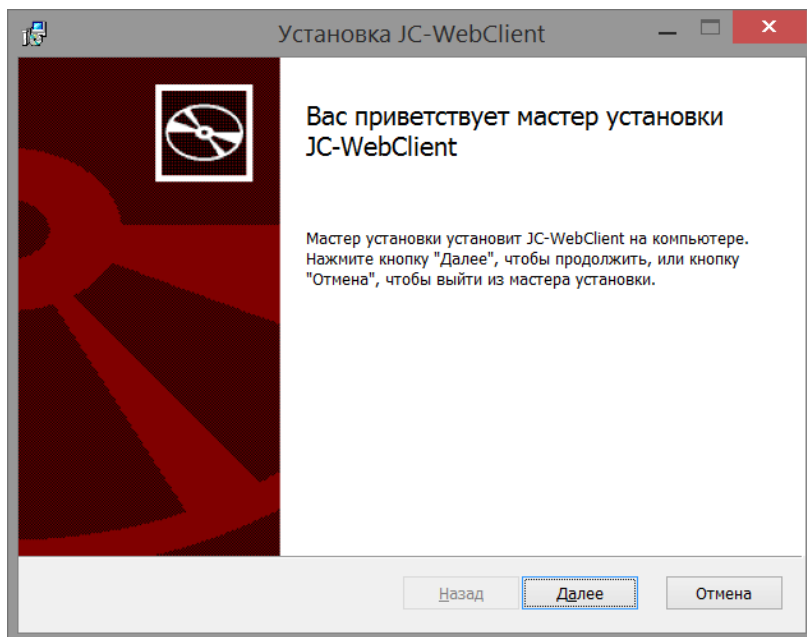 Установка JC-WebClient
Вас приветствует мастер установки
JC-WebClient
Мастер установки установит JC-WebClient на компьютере.
Нажмите кнопку "Далее", чтобы продолжить, или кнопку
"Отмена", чтобы выйти из мастера установки.
Назад
Далее
Отмена